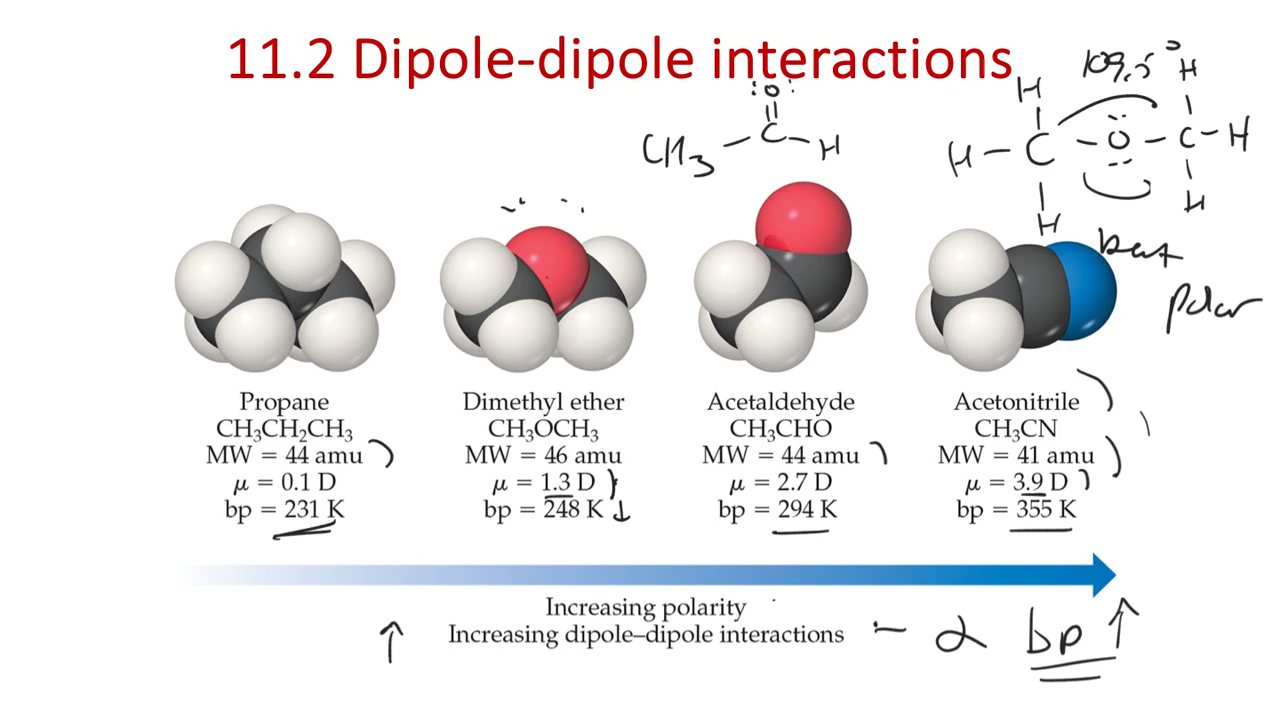 11.2 Dipole-dipole interactions
109.5°
:O:
||
CH₃ – C – H
H H
H – C – O – C – H
H H
bent
polar
Propane
CH₃CH₂CH₃
MW = 44 amu
μ = 0.1 D
bp = 231 K
Dimethyl ether
CH₃OCH₃
MW = 46 amu
μ = 1.3 D
bp = 248 K ↓
Acetaldehyde
CH₃CHO
MW = 44 amu
μ = 2.7 D
bp = 294 K
Acetonitrile
CH₃CN
MW = 41 amu
μ = 3.9 D
bp = 355 K
Increasing polarity
↑ Increasing dipole–dipole interactions – α bp ↑